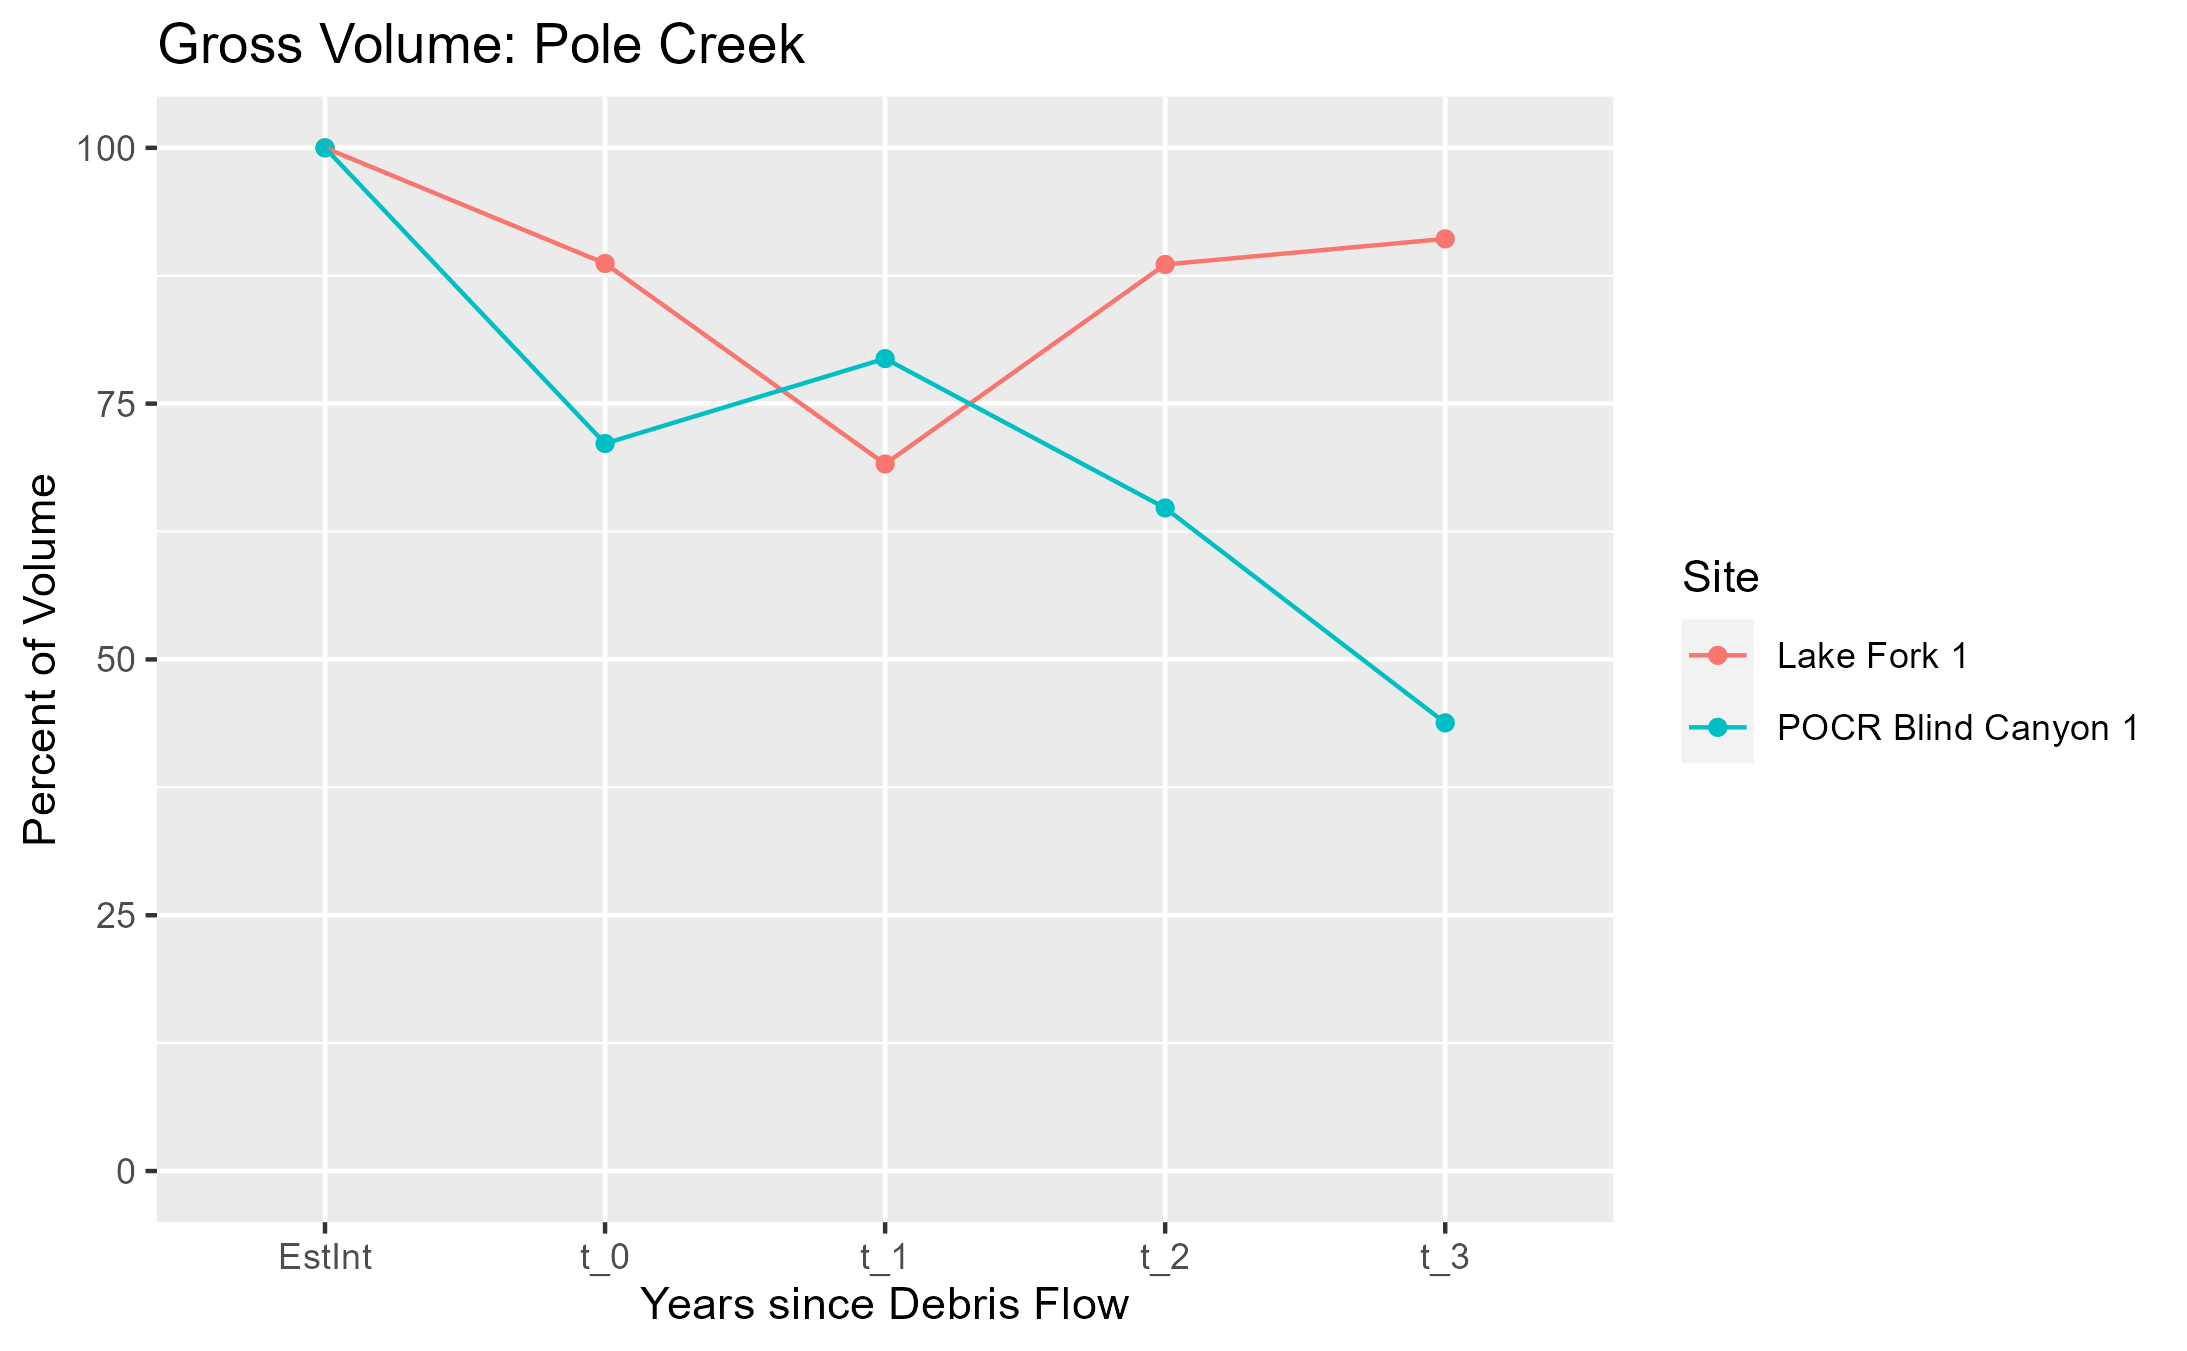 Gross Volume: Pole Creek
100
75
50
25
0
Percent of Volume
EstInt
t_0
t_1
t_2
t_3
Years since Debris Flow
Site
Lake Fork 1
POCR Blind Canyon 1